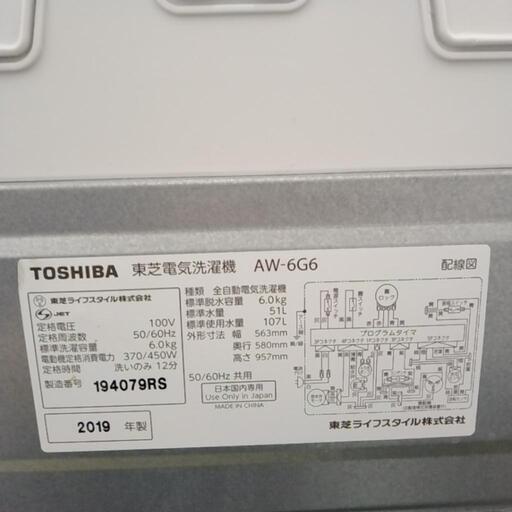 TOSHIBA 東芝電気洗濯機 AW-6G6 配線図
東芝ライフスタイル株式会社
JET
定格電圧 100V
定格周波数 50/60Hz
標準洗濯容量 6.0kg
電動機定格消費電力 370/450W
定格時間 洗いのみ 12分
製造番号 194079RS
2019 年製
種類 全自動電気洗濯機
標準脱水容量 6.0kg
標準水量 51L
標準使用水量 107L
外形寸法 幅 563mm
奥行 580mm
高さ 957mm
50/60Hz 共用
日本国内専用
Use Only in Japan
MADE IN CHINA
ロック
プログラムタイマ
東芝ライフスタイル株式会社